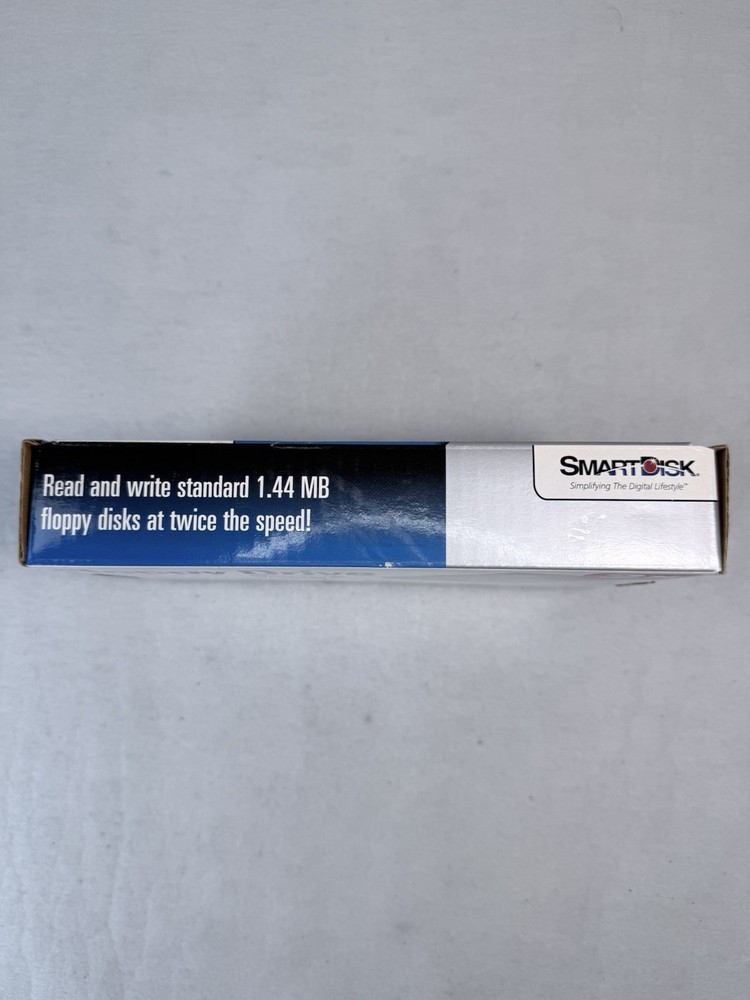 Read and write standard 1.44 MB
floppy disks at twice the speed!
SMARTDISK
Simplifying The Digital Lifestyle™